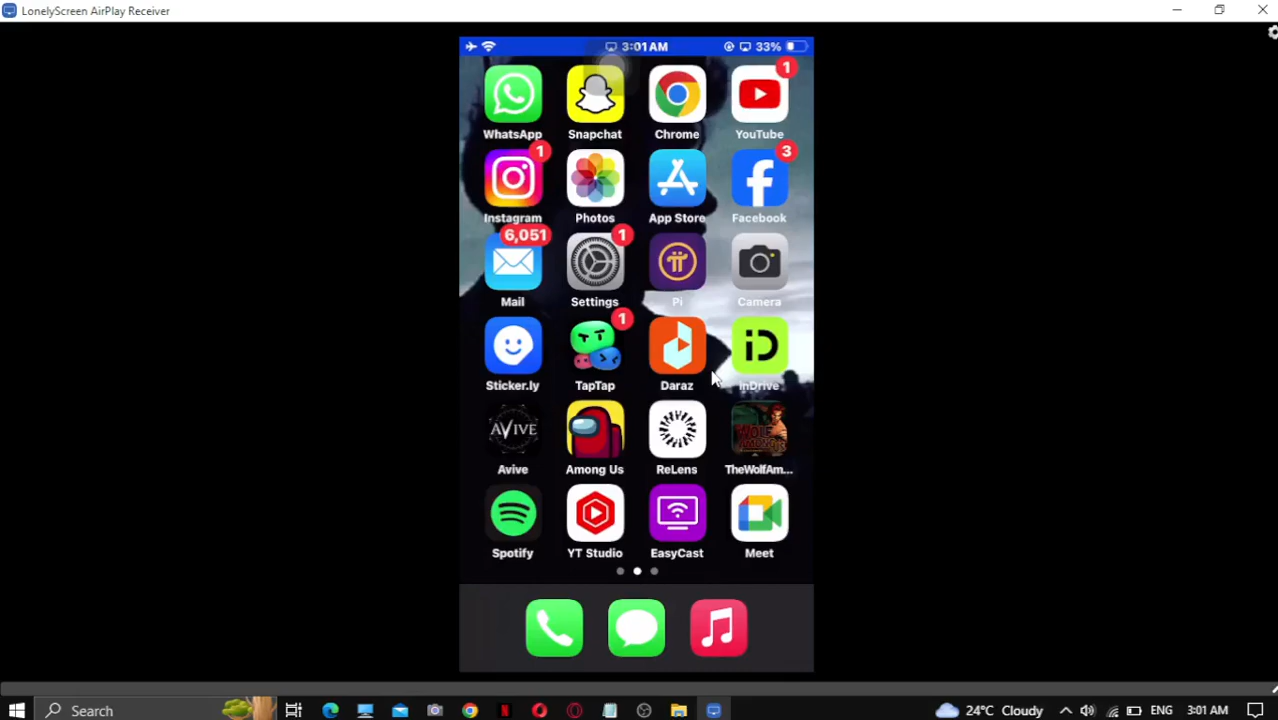 LonelyScreen AirPlay Receiver
3:01AM 33%
1
WhatsApp Snapchat Chrome YouTube
1 3
Instagram Photos App Store Facebook
6,051 1
Mail Settings Pi Camera
1
iD
Sticker.ly TapTap Daraz inDrive
AVIVE
Avive Among Us ReLens TheWolfAm...
Spotify YT Studio EasyCast Meet
Search 24°C Cloudy ENG 3:01 AM